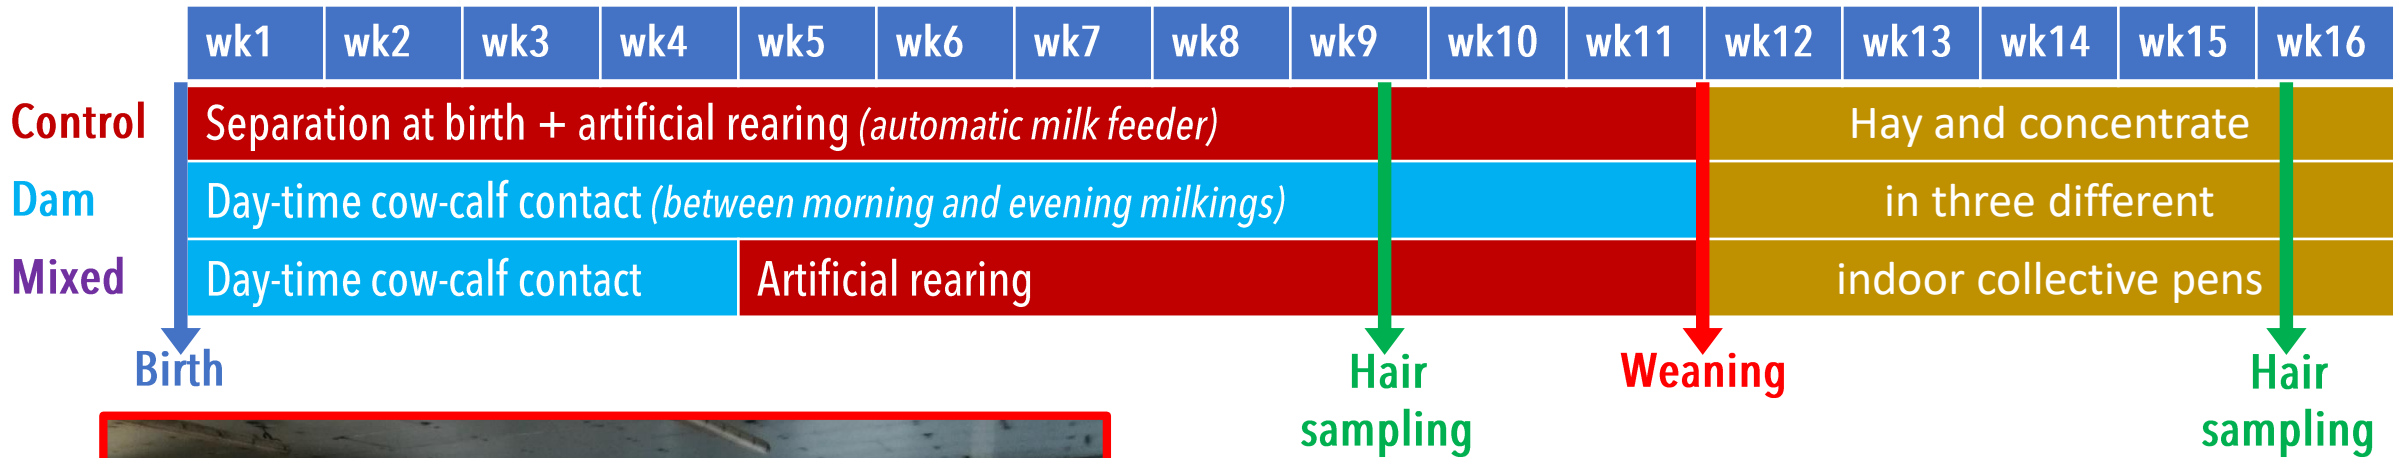 wk1 wk2 wk3 wk4 wk5 wk6 wk7 wk8 wk9 wk10 wk11 wk12 wk13 wk14 wk15 wk16
Control Separation at birth + artificial rearing (automatic milk feeder) Hay and concentrate
Dam Day-time cow-calf contact (between morning and evening milkings) in three different
Mixed Day-time cow-calf contact Artificial rearing indoor collective pens
Birth Hair Weaning Hair
sampling sampling